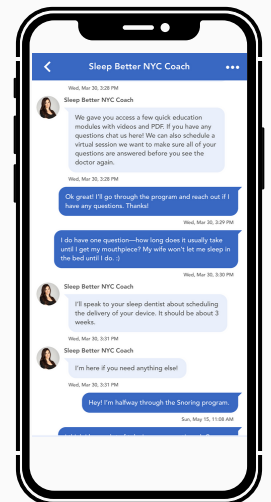 Sleep Better NYC Coach
Wed, Mar 30, 3:28 PM
Sleep Better NYC Coach
We gave you access to a few quick education
modules with videos and PDF. If you have any
questions chat us here! We can also schedule a
virtual session we want to make sure all of your
questions are answered before you see the
doctor again.
Wed, Mar 30, 3:28 PM
Ok great! I'll go through the program and reach out if I
have any questions. Thanks!
Wed, Mar 30, 3:29 PM
I do have one question—how long does it usually take
until I get my mouthpiece? My wife won't let me sleep in
the bed until I do. :)
Wed, Mar 30, 3:30 PM
Sleep Better NYC Coach
I'll speak to your sleep dentist about scheduling
the delivery of your device. It should be about 3
weeks.
Wed, Mar 30, 3:31 PM
Sleep Better NYC Coach
I'm here if you need anything else!
Wed, Mar 30, 3:31 PM
Hey! I'm halfway through the Snoring program.
Sun, May 15, 11:08 AM